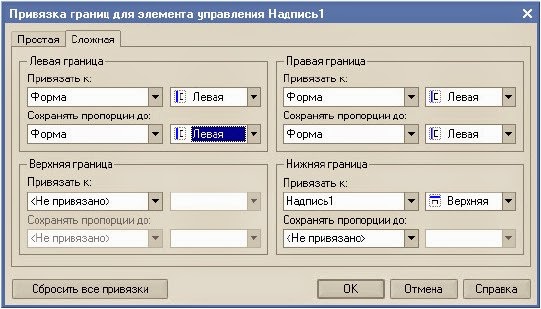 Привязка границ для элемента управления Надпись1
Простая Сложная
Левая граница
Привязать к:
Форма Левая
Сохранять пропорции до:
Форма Левая
Правая граница
Привязать к:
Форма Левая
Сохранять пропорции до:
Форма Левая
Верхняя граница
Привязать к:
<Не привязано>
Сохранять пропорции до:
<Не привязано>
Нижняя граница
Привязать к:
Надпись1 Верхняя
Сохранять пропорции до:
<Не привязано>
Сбросить все привязки OK Отмена Справка